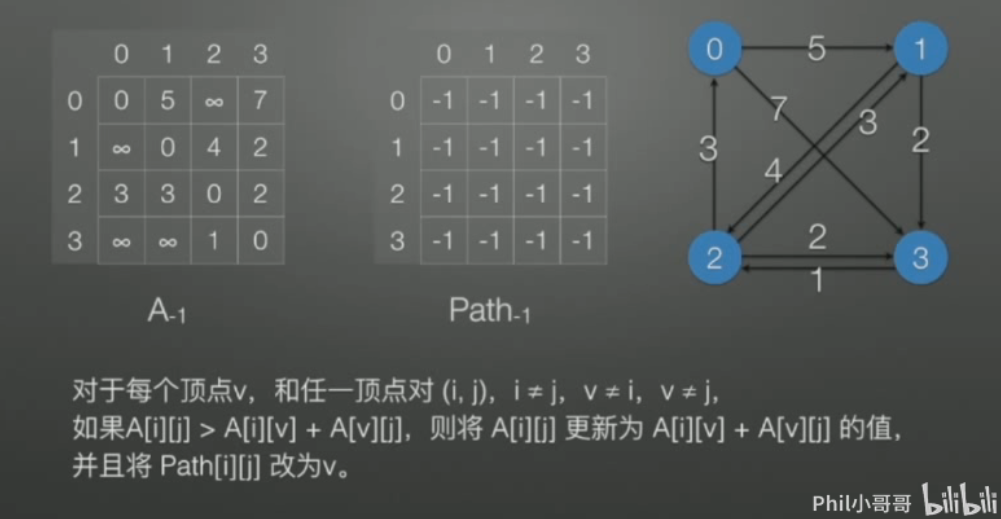 0 1 2 3
0 0 5 ∞ 7
1 ∞ 0 4 2
2 3 3 0 2
3 ∞ ∞ 1 0
A-1
0 1 2 3
0 -1 -1 -1 -1
1 -1 -1 -1 -1
2 -1 -1 -1 -1
3 -1 -1 -1 -1
Path-1
0 5 1
7
3
3 2
4
2
2 3
1
对于每个顶点v，和任一顶点对 (i, j)，i ≠ j，v ≠ i，v ≠ j，
如果A[i][j] > A[i][v] + A[v][j]，则将 A[i][j] 更新为 A[i][v] + A[v][j] 的值，
并且将 Path[i][j] 改为v。
Phil小哥哥 bilibili